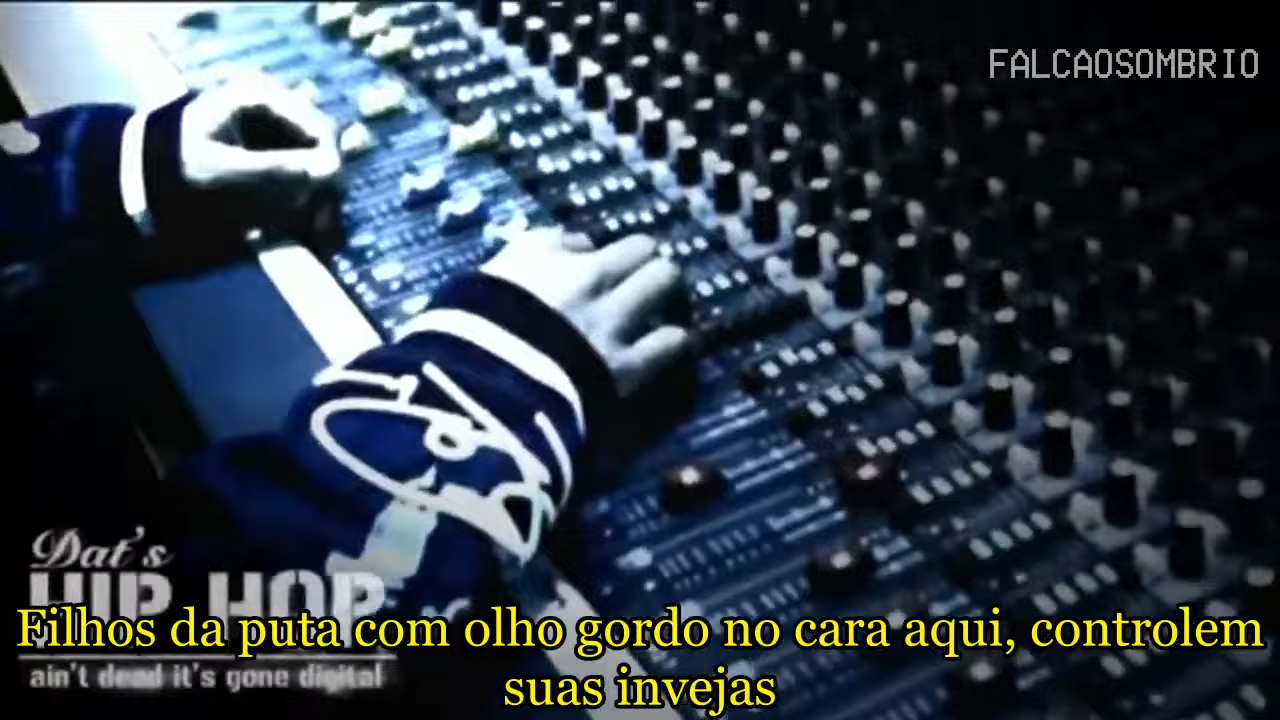 FALCAOSOMBRIO
Dat's
HIP HOP
Filhos da puta com olho gordo no cara aqui, controlem
suas invejas
ain't dead it's gone digital